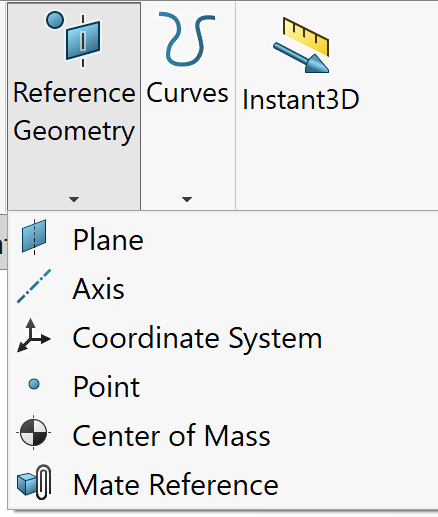 Reference
Geometry
Curves
Instant3D
Plane
Axis
Coordinate System
Point
Center of Mass
Mate Reference